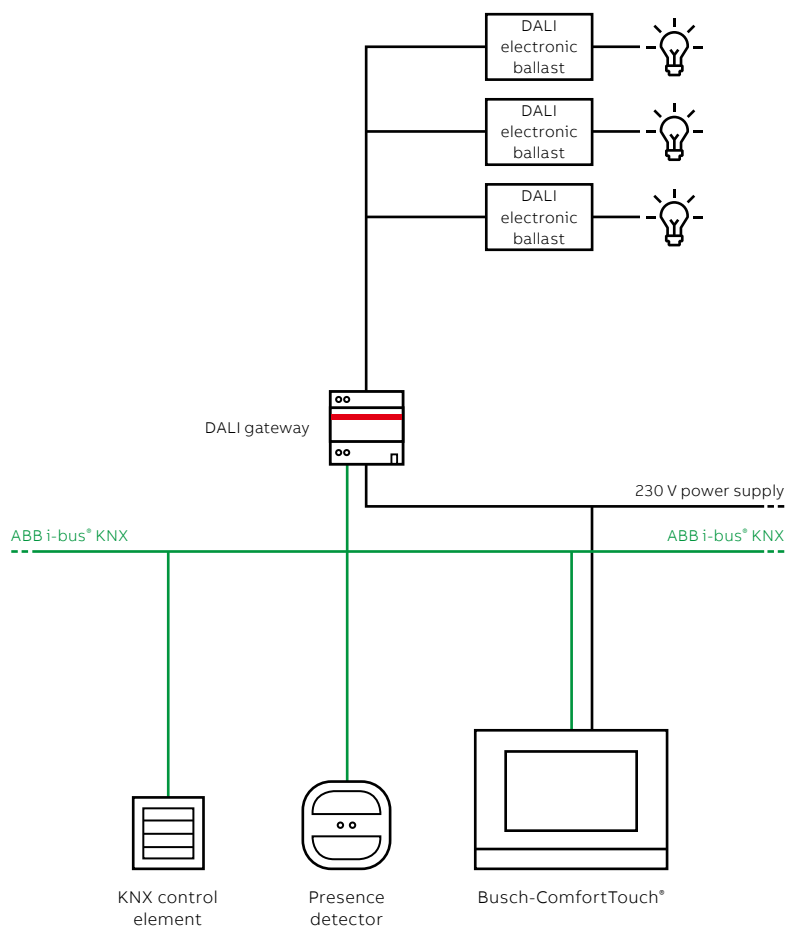 DALI
electronic
ballast
DALI
electronic
ballast
DALI
electronic
ballast
DALI gateway
230 V power supply
ABB i-bus® KNX
ABB i-bus® KNX
KNX control
element
Presence
detector
Busch-ComfortTouch®